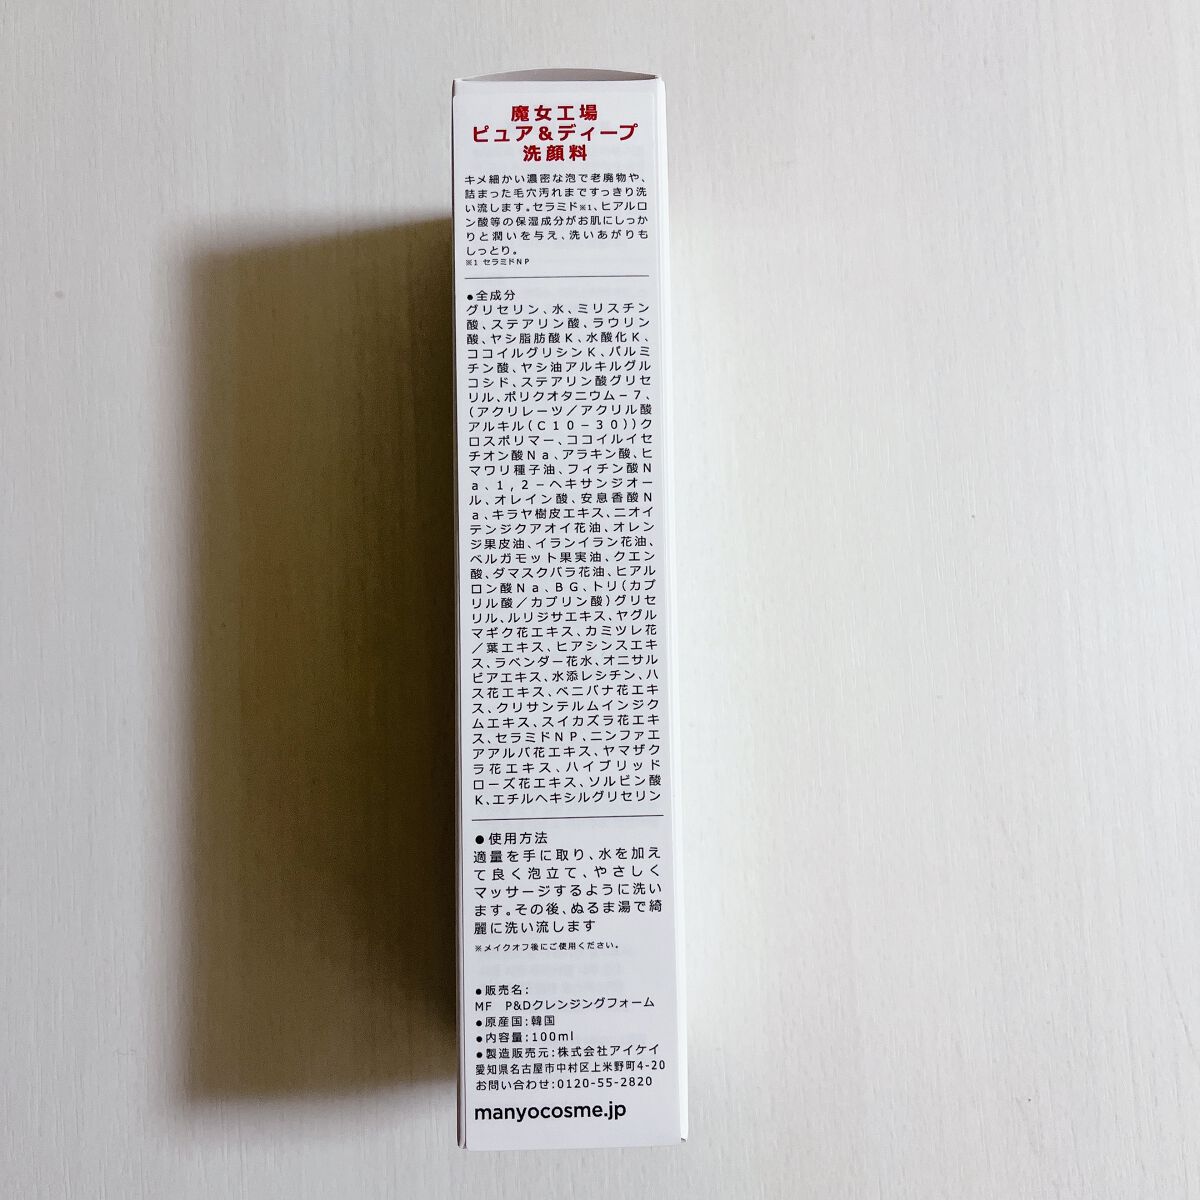 魔女工場
ピュア&ディープ
洗顔料
キメ細かい濃密な泡で老廃物や、
詰まった毛穴汚れまですっきり洗
い流します。セラミド※1、ヒアルロ
ン酸等の保湿成分がお肌にしっか
りと潤いを与え、洗いあがりも
しっとり。
※1 セラミドNP
●全成分
グリセリン、水、ミリスチン
酸、ステアリン酸、ラウリン
酸、ヤシ脂肪酸K、水酸化K、
ココイルグリシンK、パルミ
チン酸、ヤシ油アルキルグル
コシド、ステアリン酸グリセ
リル、ポリクオタニウム－7、
(アクリレーツ／アクリル酸
アルキル(C10－30))ク
ロスポリマー、ココイルイセ
チオン酸Na、アラキン酸、ヒ
マワリ種子油、フィチン酸N
a、1,2－ヘキサンジオー
ル、オレイン酸、安息香酸N
a、キラヤ樹皮エキス、ニオイ
テンジクアオイ花油、オレン
ジ果皮油、イランイラン花油、
ベルガモット果実油、クエン
酸、ダマスクバラ花油、ヒアル
ロン酸Na、BG、トリ(カプ
リル酸／カプリン酸)グリセ
リル、ルリジサエキス、ヤグル
マギク花エキス、カミツレ花
／葉エキス、ヒアシンスエキ
ス、ラベンダー花水、オニサル
ビアエキス、水添レシチン、ハ
ス花エキス、ベニバナ花エキ
ス、クリサンテルムインジク
ムエキス、スイカズラ花エキ
ス、セラミドNP、ニンファエ
アアルバ花エキス、ヤマザク
ラ花エキス、ハイブリッド
ローズ花エキス、ソルビン酸
K、エチルヘキシルグリセリン
●使用方法
適量を手に取り、水を加え
て良く泡立て、やさしく
マッサージするように洗い
ます。その後、ぬるま湯で綺
麗に洗い流します
※メイクオフ後にご使用ください。
●販売名:
MF P&Dクレンジングフォーム
●原産国:韓国
●内容量:100ml
●製造販売元:株式会社アイケイ
愛知県名古屋市中村区上米野町4-20
お問い合わせ:0120-55-2820
manyocosme.jp